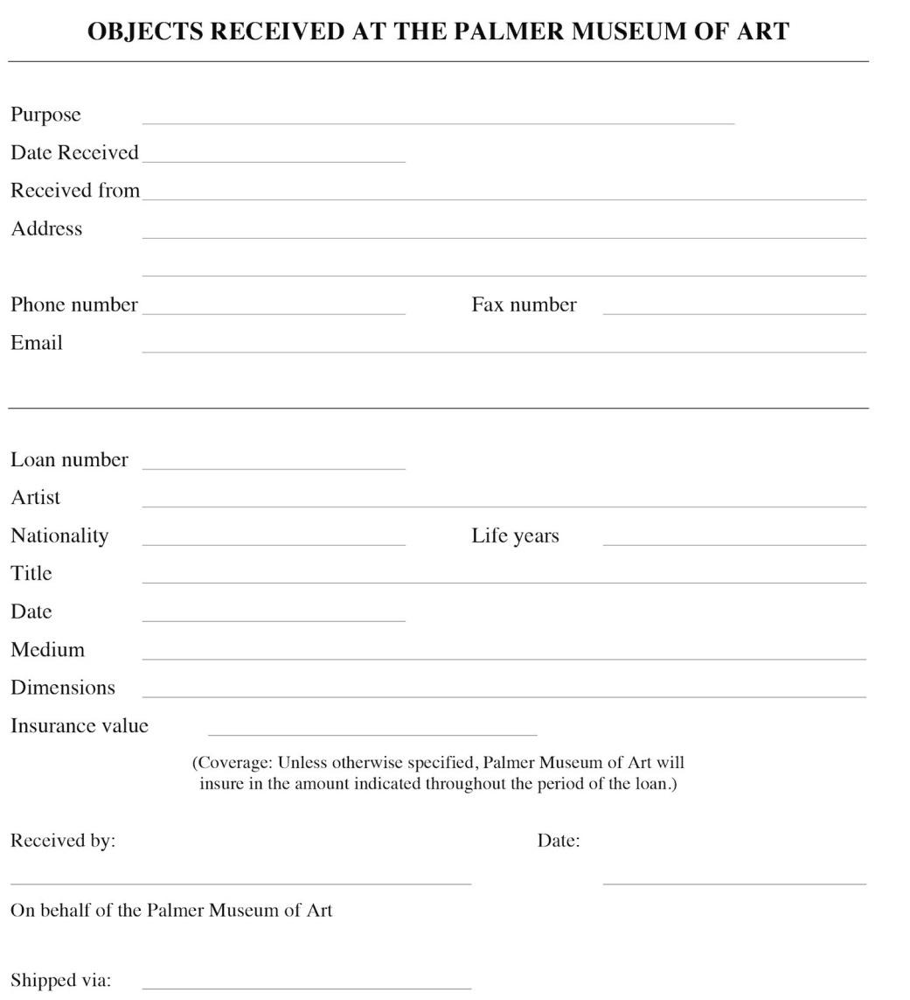 OBJECTS RECEIVED AT THE PALMER MUSEUM OF ART
Purpose
Date Received
Received from
Address
Phone number Fax number
Email
Loan number
Artist
Nationality Life years
Title
Date
Medium
Dimensions
Insurance value
(Coverage: Unless otherwise specified, Palmer Museum of Art will
insure in the amount indicated throughout the period of the loan.)
Received by: Date:
On behalf of the Palmer Museum of Art
Shipped via: